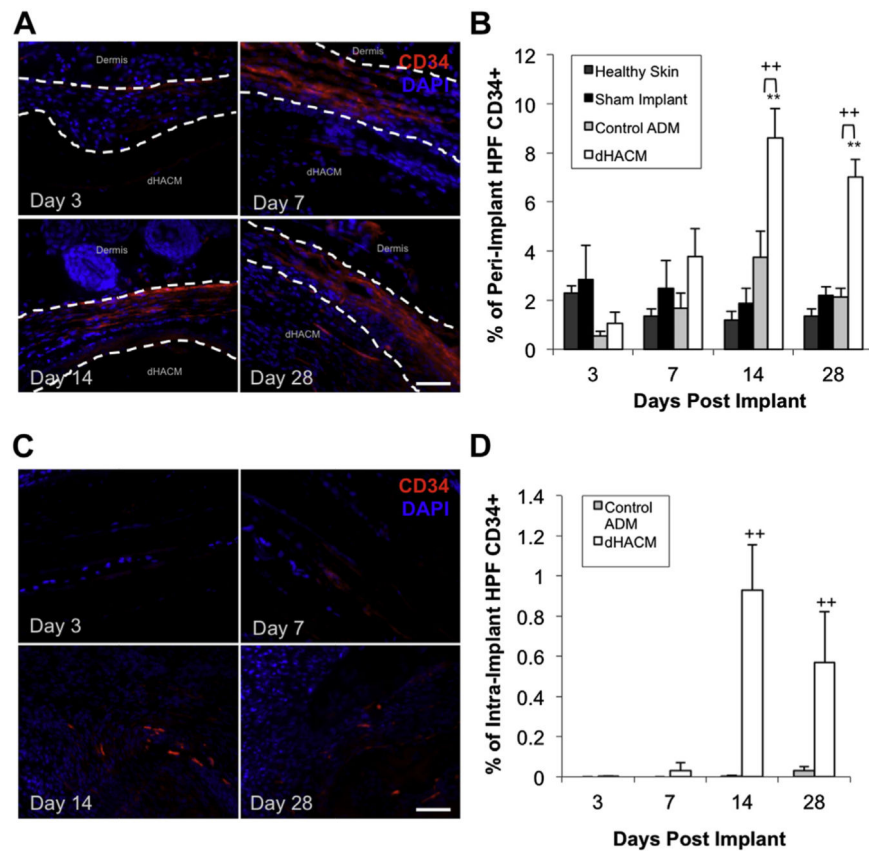 A
Dermis
CD34
DAPI
dHACM
Day 3
Dermis
dHACM
Day 7
Dermis
dHACM
Day 14
Dermis
dHACM
Day 28
B
% of Peri-Implant HPF CD34+
12
10
8
6
4
2
0
Healthy Skin
Sham Implant
Control ADM
dHACM
++
**
++
**
3 7 14 28
Days Post Implant
C
CD34
DAPI
Day 3
Day 7
Day 14
Day 28
D
% of Intra-Implant HPF CD34+
1.4
1.2
1
0.8
0.6
0.4
0.2
0
Control
ADM
dHACM
++
++
3 7 14 28
Days Post Implant